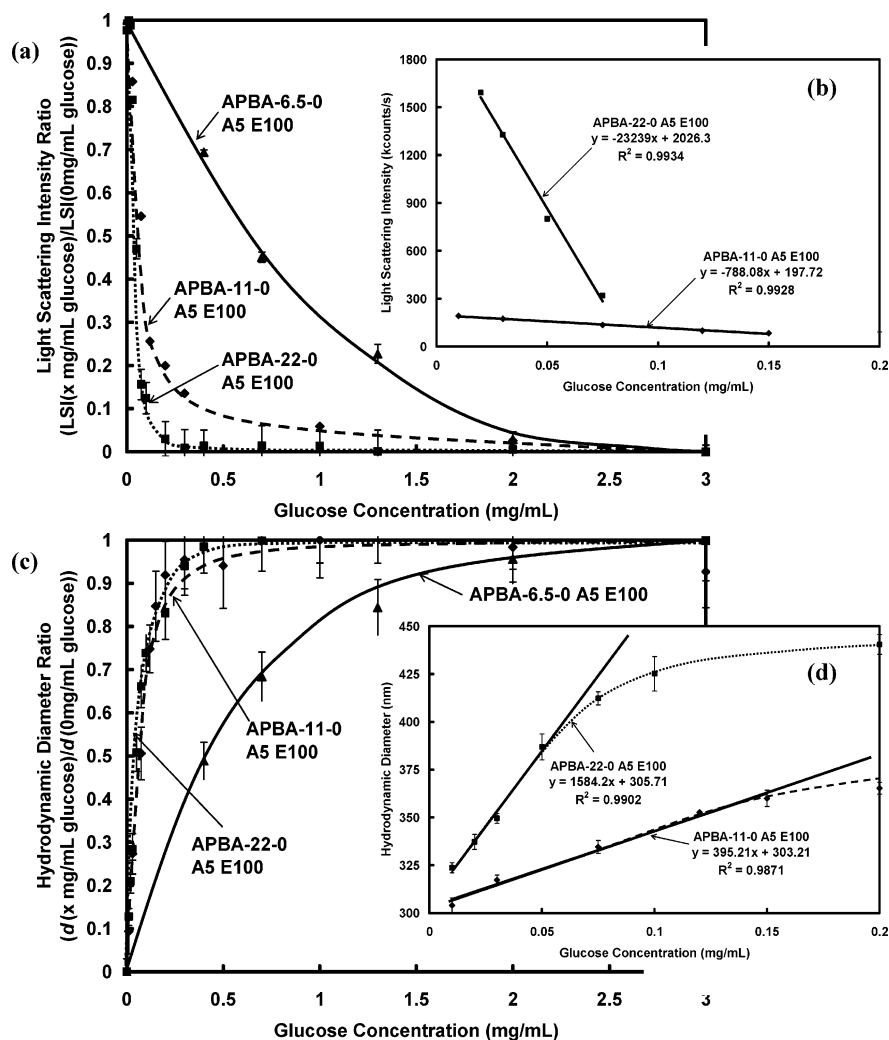 (a)
Light Scattering Intensity Ratio
(LSI(x mg/mL glucose)/LSI(0mg/mL glucose))
1
0.9
0.8
0.7
0.6
0.5
0.4
0.3
0.2
0.1
0
APBA-6.5-0
A5 E100
APBA-11-0
A5 E100
APBA-22-0
A5 E100
0 0.5 1 1.5 2 2.5 3
Glucose Concentration (mg/mL)
(b)
Light Scattering Intensity (kcounts/s)
1800
1500
1200
900
600
300
0
APBA-22-0 A5 E100
y = -23239x + 2026.3
R² = 0.9934
APBA-11-0 A5 E100
y = -788.08x + 197.72
R² = 0.9928
0 0.05 0.1 0.15 0.2
Glucose Concentration (mg/mL)
(c)
Hydrodynamic Diameter Ratio
(d(x mg/mL glucose)/d(0mg/mL glucose))
1
0.9
0.8
0.7
0.6
0.5
0.4
0.3
0.2
0.1
0
APBA-6.5-0 A5 E100
APBA-11-0
A5 E100
APBA-22-0
A5 E100
0 0.5 1 1.5 2 2.5 3
Glucose Concentration (mg/mL)
(d)
Hydrodynamic Diameter (nm)
450
425
400
375
350
325
300
APBA-22-0 A5 E100
y = 1584.2x + 305.71
R² = 0.9902
APBA-11-0 A5 E100
y = 395.21x + 303.21
R² = 0.9871
0 0.05 0.1 0.15 0.2
Glucose Concentration (mg/mL)